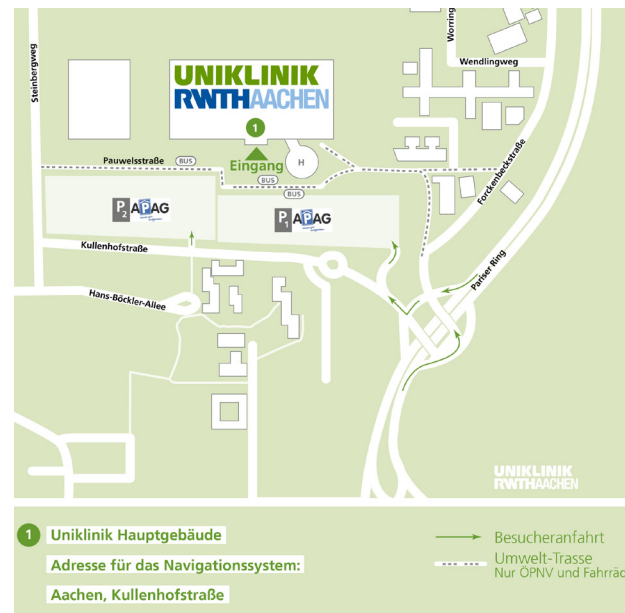 Steinbergweg
Worring
Wendlingweg
UNIKLINIK
RWTHAACHEN
1
Eingang
H
Pauwelsstraße
BUS
BUS
BUS
Forckenbeckstraße
P2 APAG
P1 APAG
Kullenhofstraße
Pariser Ring
Hans-Böckler-Allee
UNIKLINIK
RWTHAACHEN
1 Uniklinik Hauptgebäude
Adresse für das Navigationssystem:
Aachen, Kullenhofstraße
Besucheranfahrt
Umwelt-Trasse
Nur ÖPNV und Fahrräd